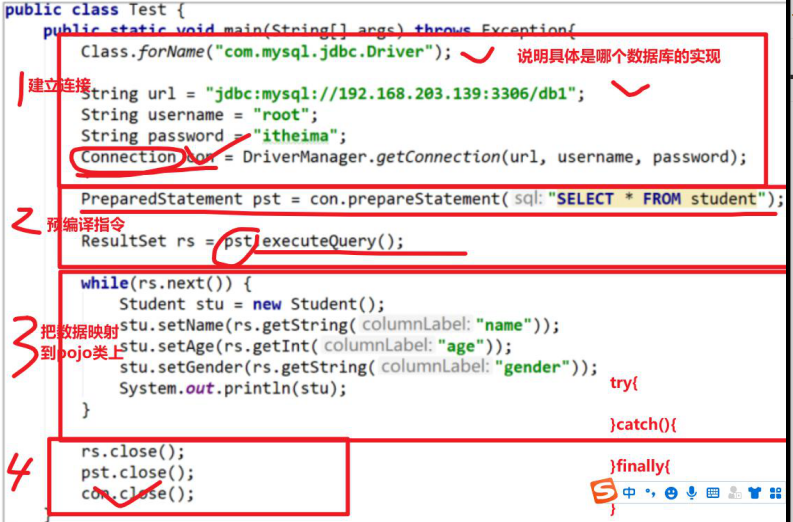 public class Test {
public static void main(String[] args) throws Exception{
Class.forName("com.mysql.jdbc.Driver");
说明具体是哪个数据库的实现
1 建立连接
String url = "jdbc:mysql://192.168.203.139:3306/db1";
String username = "root";
String password = "itheima";
Connection con = DriverManager.getConnection(url, username, password);
PreparedStatement pst = con.prepareStatement( sql: "SELECT * FROM student");
2 预编译指令
ResultSet rs = pst.executeQuery();
while(rs.next()) {
Student stu = new Student();
stu.setName(rs.getString( columnLabel: "name"));
3 把数据映射
到pojo类上
stu.setAge(rs.getInt( columnLabel: "age"));
stu.setGender(rs.getString( columnLabel: "gender"));
System.out.println(stu);
}
try{
}catch(){
}finally{
}
4
rs.close();
pst.close();
con.close();
}
S 中